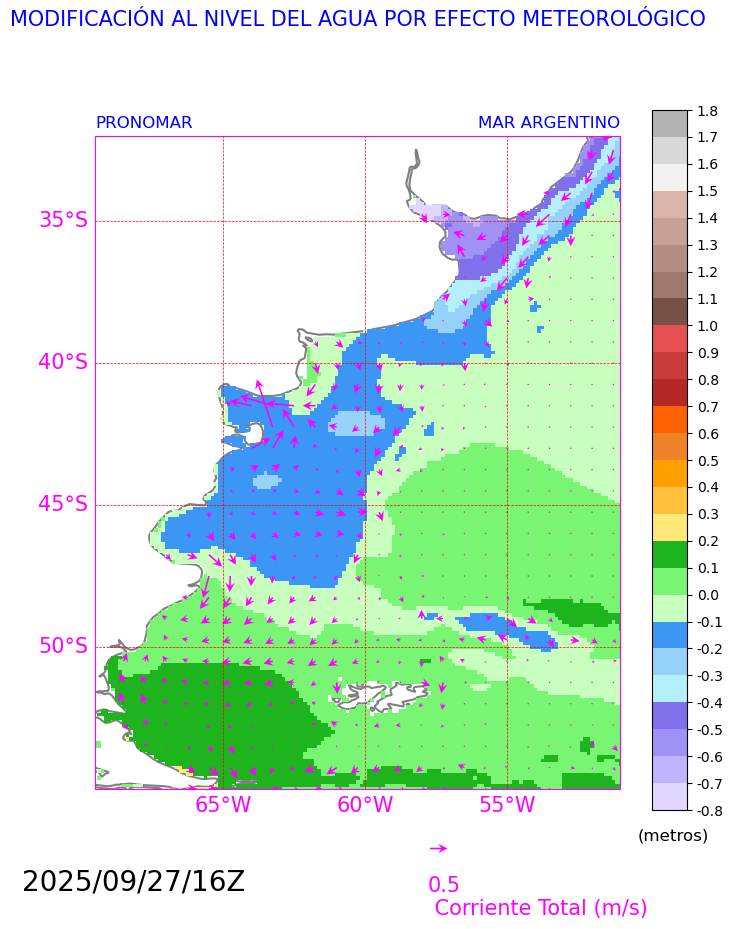 MODIFICACIÓN AL NIVEL DEL AGUA POR EFECTO METEOROLÓGICO
PRONOMAR MAR ARGENTINO
35°S
40°S
45°S
50°S
65°W 60°W 55°W
1.8
1.7
1.6
1.5
1.4
1.3
1.2
1.1
1.0
0.9
0.8
0.7
0.6
0.5
0.4
0.3
0.2
0.1
0.0
-0.1
-0.2
-0.3
-0.4
-0.5
-0.6
-0.7
-0.8
(metros)
2025/09/27/16Z
0.5
Corriente Total (m/s)